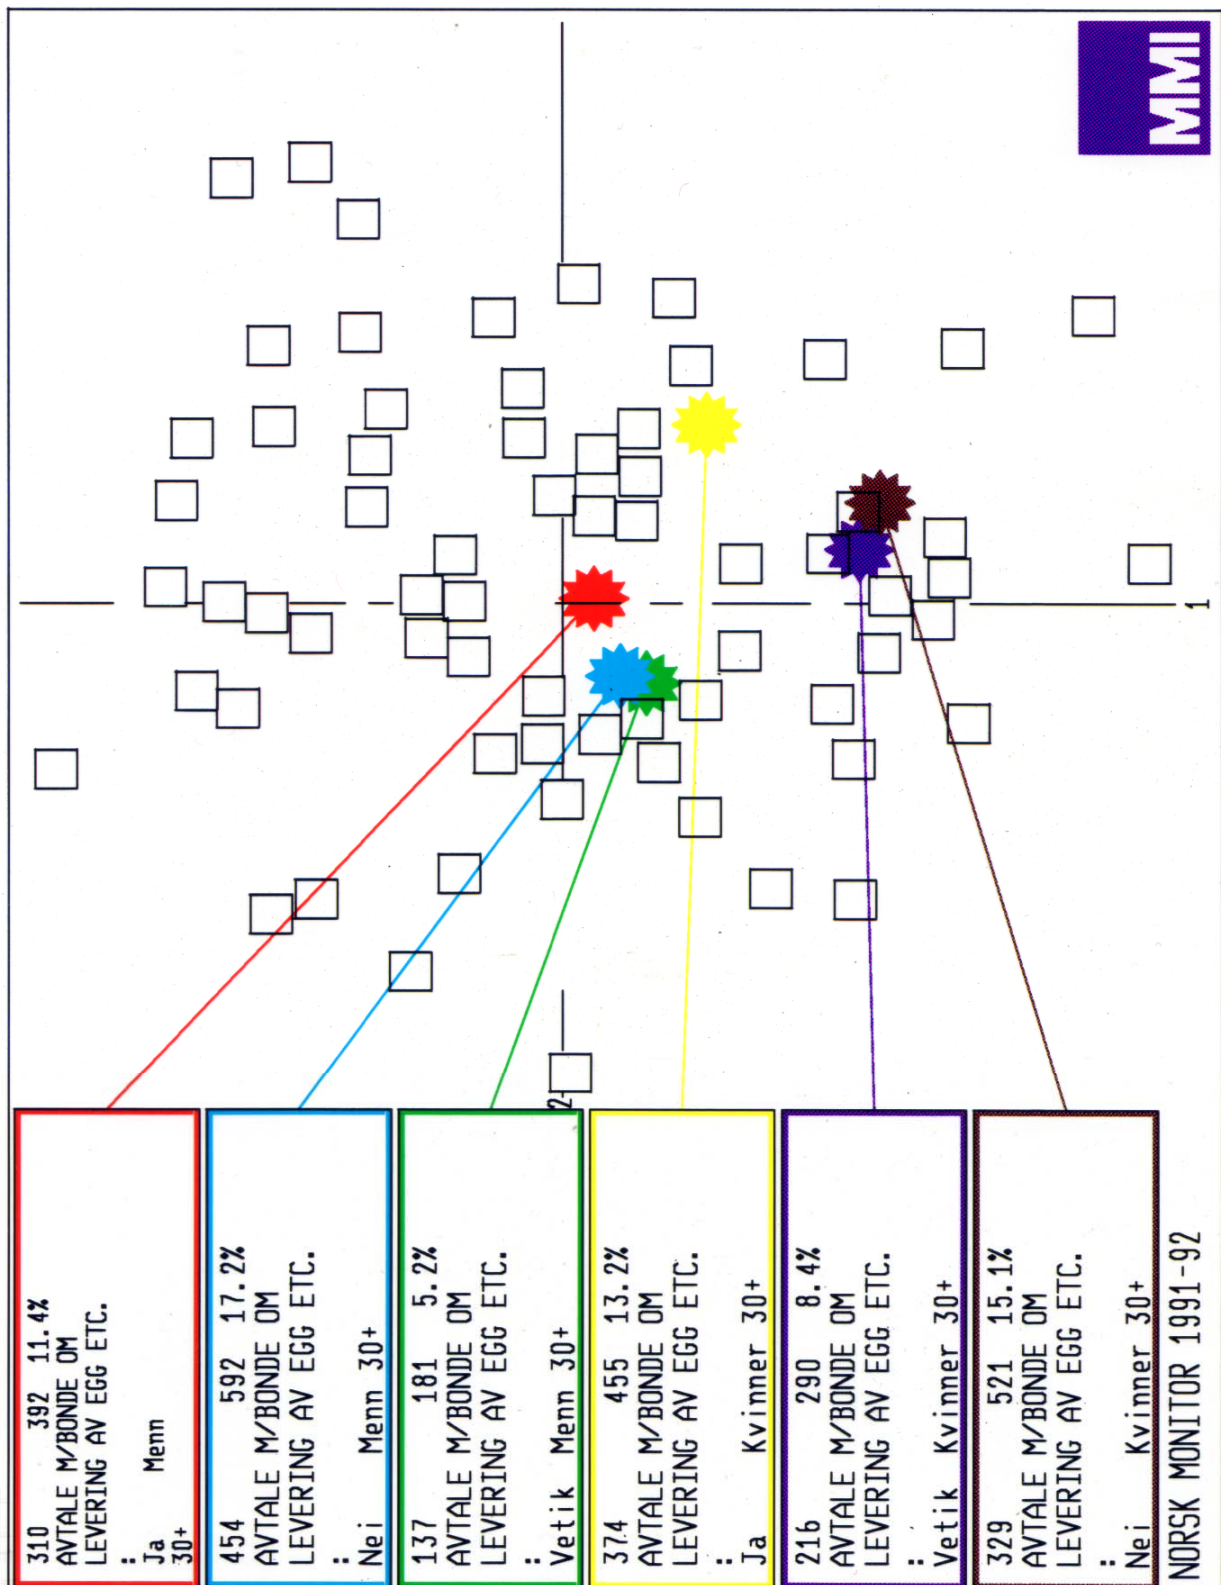 310 392 11.4%
AVTALE M/BONDE OM
LEVERING AV EGG ETC.
:
Ja Menn
30+
454 592 17.2%
AVTALE M/BONDE OM
LEVERING AV EGG ETC.
:
Nei Menn 30+
137 181 5.2%
AVTALE M/BONDE OM
LEVERING AV EGG ETC.
:
Vetik Menn 30+
374 455 13.2%
AVTALE M/BONDE OM
LEVERING AV EGG ETC.
:
Ja Kvinner 30+
216 290 8.4%
AVTALE M/BONDE OM
LEVERING AV EGG ETC.
:
Vetik Kvinner 30+
329 521 15.1%
AVTALE M/BONDE OM
LEVERING AV EGG ETC.
:
Nei Kvinner 30+
NORSK MONITOR 1991-92
2
1
MMI